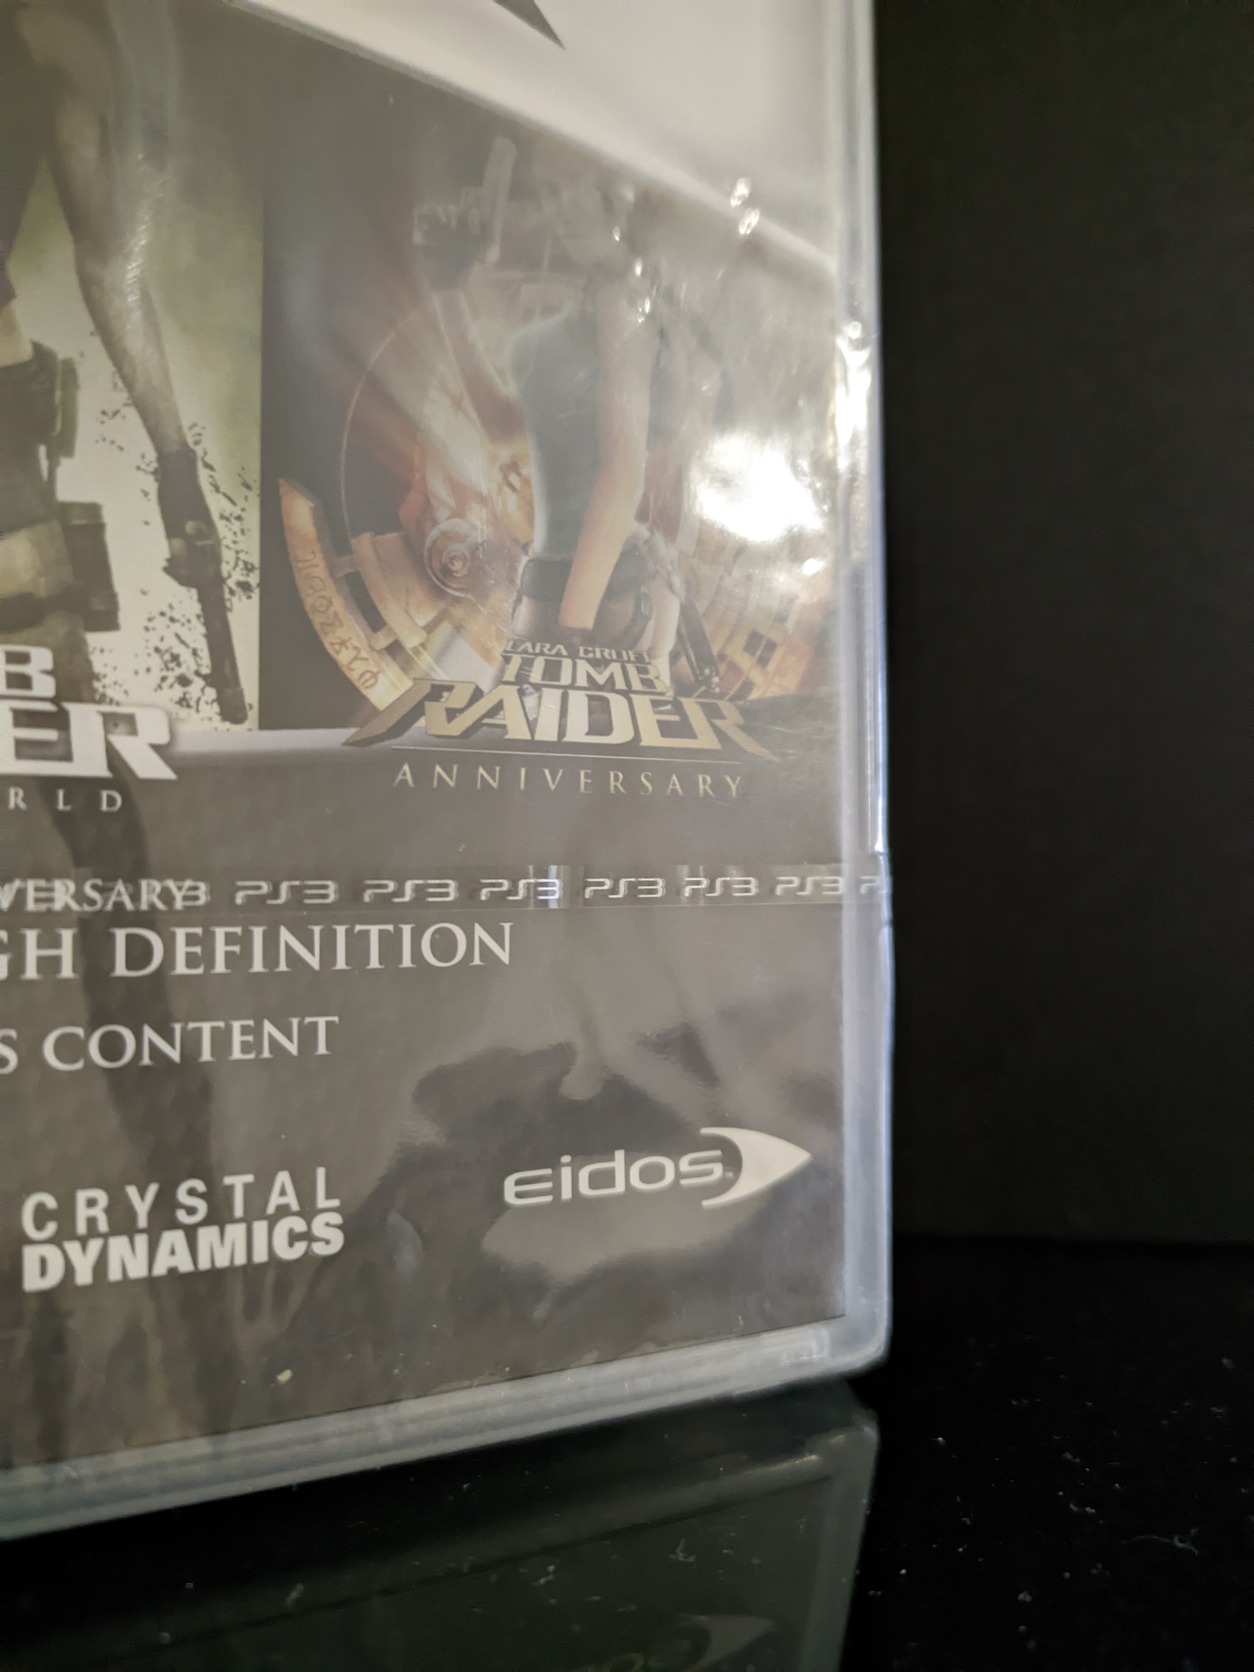 LARA CROFT
TOMB
RAIDER
ANNIVERSARY
B
ER
RLD
VERSARY
PS3 PS3 PS3 PS3 PS3 PS3
GH DEFINITION
S CONTENT
CRYSTAL
DYNAMICS
eidos